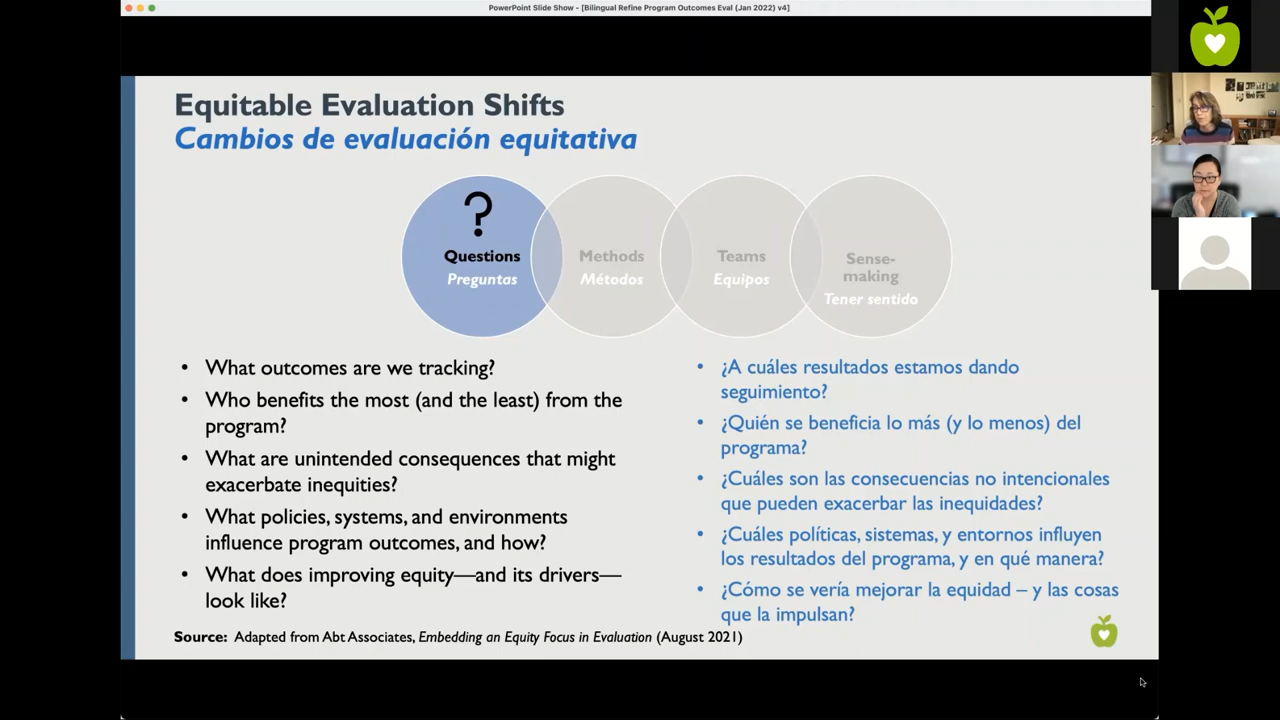 PowerPoint Slide Show - [Bilingual Refine Program Outcomes Eval (Jan 2022) v4]
Equitable Evaluation Shifts
Cambios de evaluación equitativa
?
Questions
Preguntas
Methods
Métodos
Teams
Equipos
Sense-
making
Tener sentido
• What outcomes are we tracking?
• Who benefits the most (and the least) from the
program?
• What are unintended consequences that might
exacerbate inequities?
• What policies, systems, and environments
influence program outcomes, and how?
• What does improving equity—and its drivers—
look like?
• ¿A cuáles resultados estamos dando
seguimiento?
• ¿Quién se beneficia lo más (y lo menos) del
programa?
• ¿Cuáles son las consecuencias no intencionales
que pueden exacerbar las inequidades?
• ¿Cuáles políticas, sistemas, y entornos influyen
los resultados del programa, y en qué manera?
• ¿Cómo se vería mejorar la equidad – y las cosas
que la impulsan?
Source: Adapted from Abt Associates, Embedding an Equity Focus in Evaluation (August 2021)